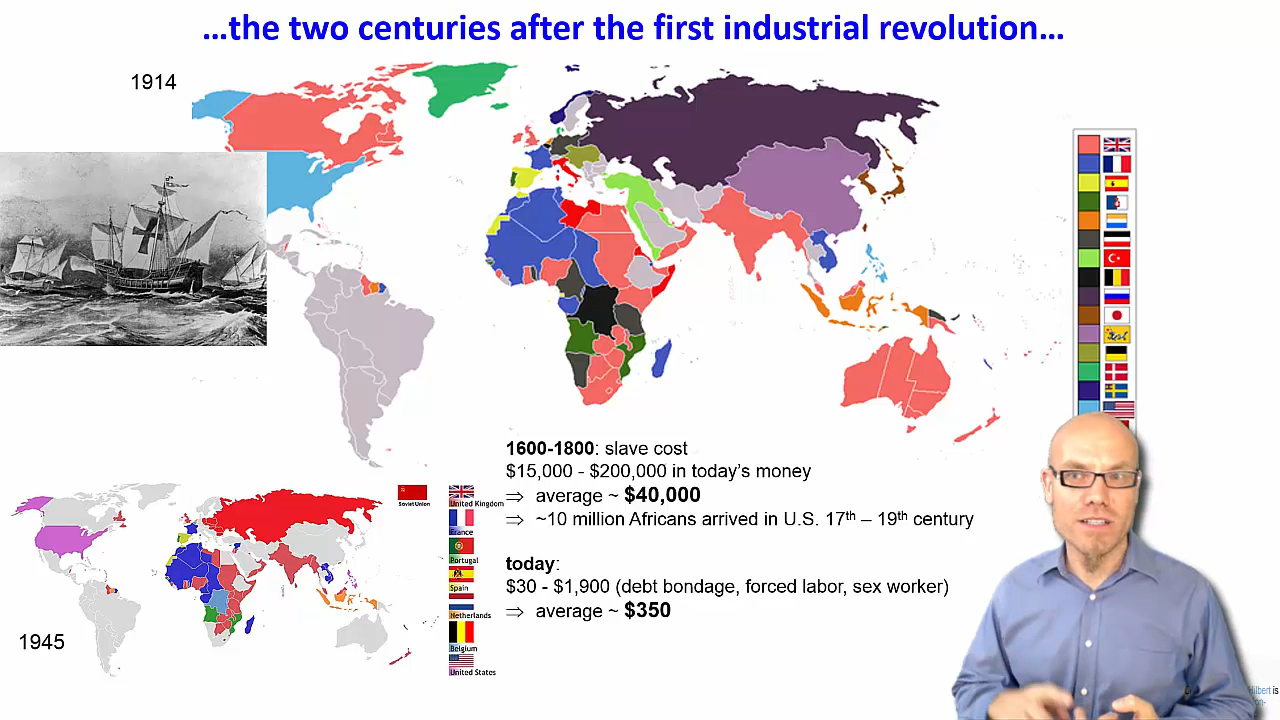 …the two centuries after the first industrial revolution…
1914
1600-1800: slave cost
$15,000 - $200,000 in today's money
⇒ average ~ $40,000
⇒ ~10 million Africans arrived in U.S. 17th – 19th century
today:
$30 - $1,900 (debt bondage, forced labor, sex worker)
⇒ average ~ $350
Soviet Union
United Kingdom
France
Portugal
Spain
Netherlands
Belgium
United States
1945
Hilbert is